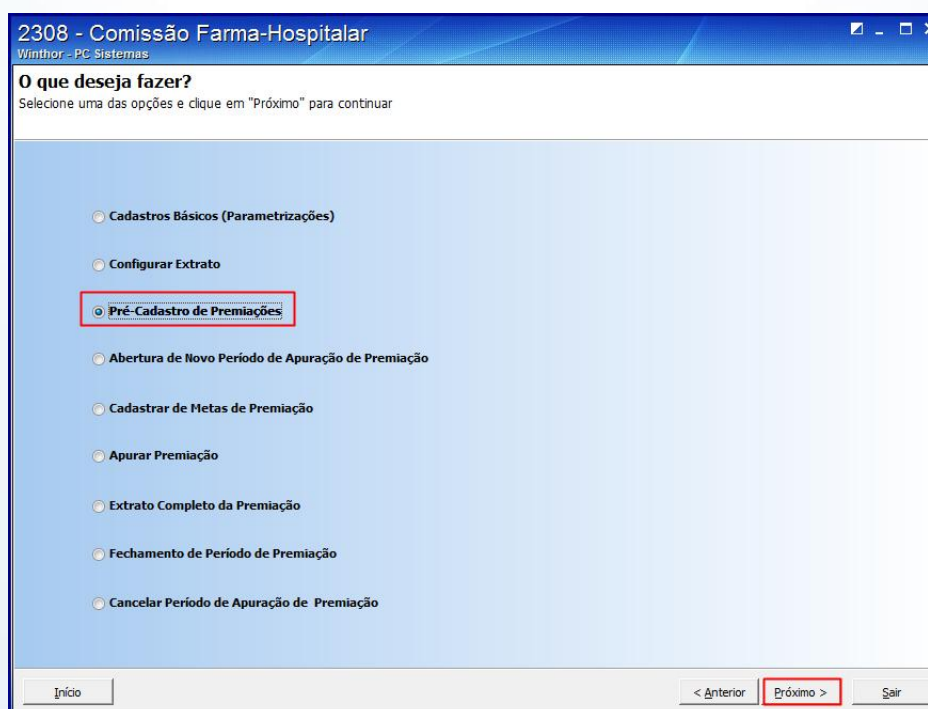 2308 - Comissão Farma-Hospitalar
Winthor - PC Sistemas
O que deseja fazer?
Selecione uma das opções e clique em "Próximo" para continuar
Cadastros Básicos (Parametrizações)
Configurar Extrato
Pré-Cadastro de Premiações
Abertura de Novo Período de Apuração de Premiação
Cadastrar de Metas de Premiação
Apurar Premiação
Extrato Completo da Premiação
Fechamento de Período de Premiação
Cancelar Período de Apuração de Premiação
Início < Anterior Próximo > Sair